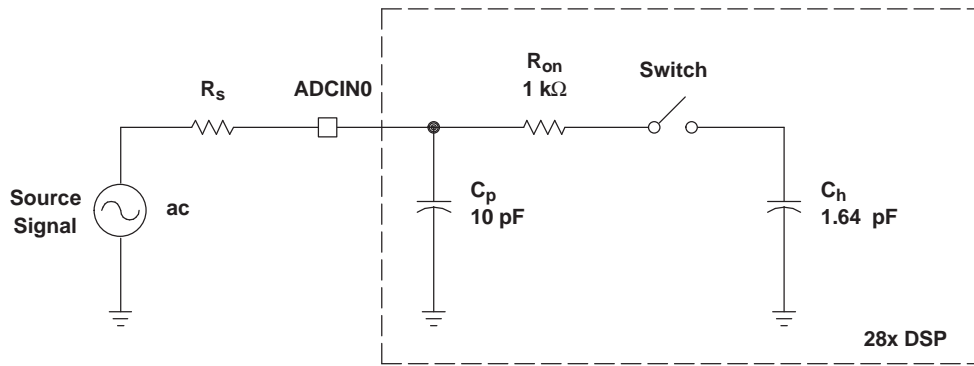 R_s
ADCIN0
R_on
1 kΩ
Switch
Source
Signal
ac
C_p
10 pF
C_h
1.64 pF
28x DSP